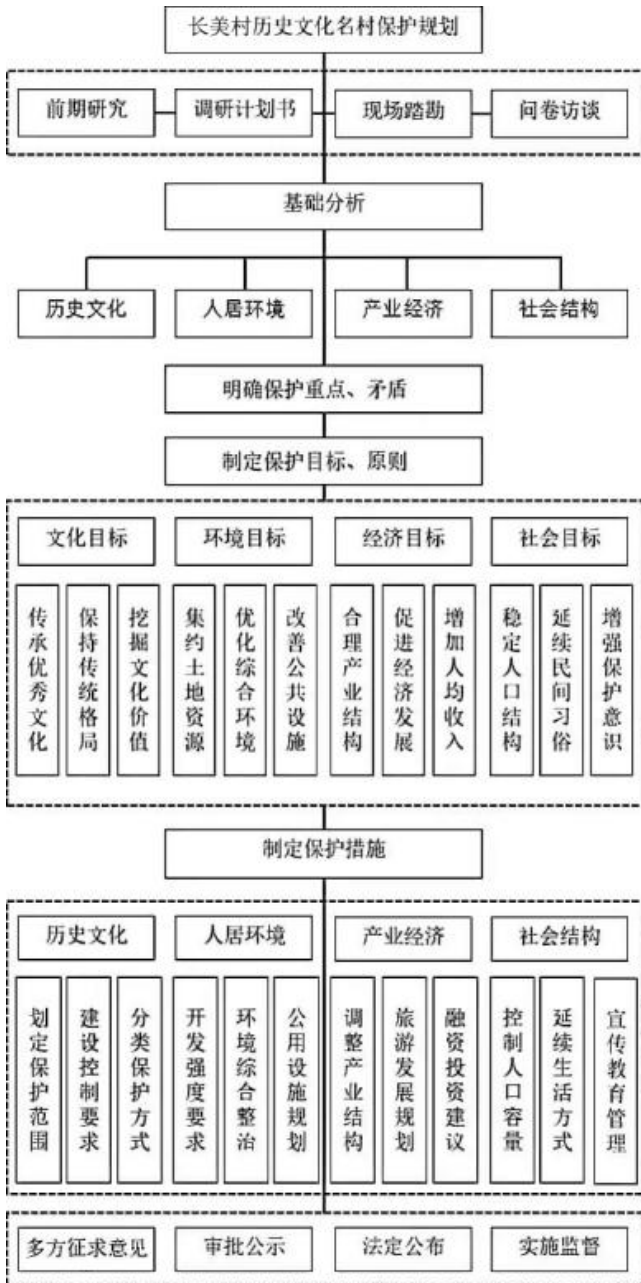 长美村历史文化名村保护规划
前期研究
调研计划书
现场踏勘
问卷访谈
基础分析
历史文化
人居环境
产业经济
社会结构
明确保护重点、矛盾
制定保护目标、原则
文化目标
环境目标
经济目标
社会目标
传承优秀文化
保持传统格局
挖掘文化价值
集约土地资源
优化综合环境
改善公共设施
合理产业结构
促进经济发展
增加人均收入
稳定人口结构
延续民间习俗
增强保护意识
制定保护措施
历史文化
人居环境
产业经济
社会结构
划定保护范围
建设控制要求
分类保护方式
开发强度要求
环境综合整治
公用设施规划
调整产业结构
旅游发展规划
融资投资建议
控制人口容量
延续生活方式
宣传教育管理
多方征求意见
审批公示
法定公布
实施监督